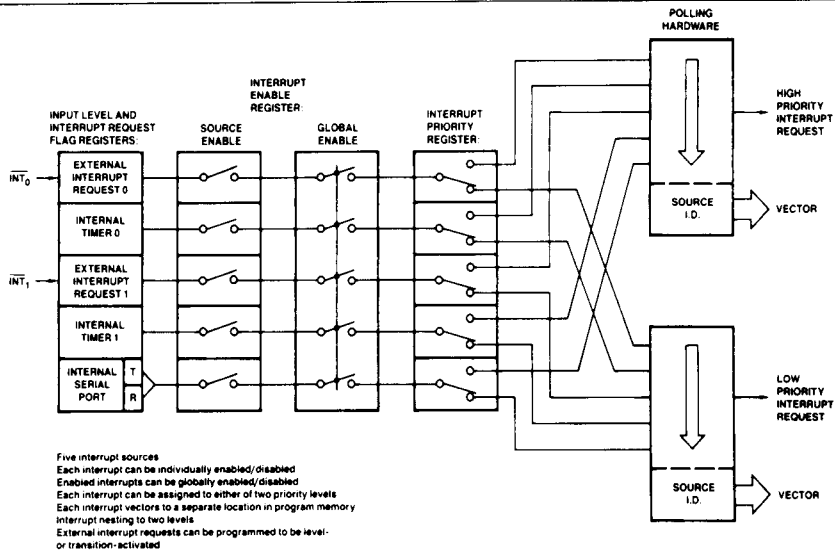 POLLING
HARDWARE
INTERRUPT
ENABLE
REGISTER:
INPUT LEVEL AND
INTERRUPT REQUEST
FLAG REGISTERS:
SOURCE
ENABLE
GLOBAL
ENABLE
INTERRUPT
PRIORITY
REGISTER:
HIGH
PRIORITY
INTERRUPT
REQUEST
INT0
EXTERNAL
INTERRUPT
REQUEST 0
SOURCE
I.D.
VECTOR
INTERNAL
TIMER 0
INT1
EXTERNAL
INTERRUPT
REQUEST 1
INTERNAL
TIMER 1
INTERNAL
SERIAL
PORT
T
R
LOW
PRIORITY
INTERRUPT
REQUEST
SOURCE
I.D.
VECTOR
Five interrupt sources
Each interrupt can be individually enabled/disabled
Enabled interrupts can be globally enabled/disabled
Each interrupt can be assigned to either of two priority levels
Each interrupt vectors to a separate location in program memory
Interrupt nesting to two levels
External interrupt requests can be programmed to be level-
or transition-activated